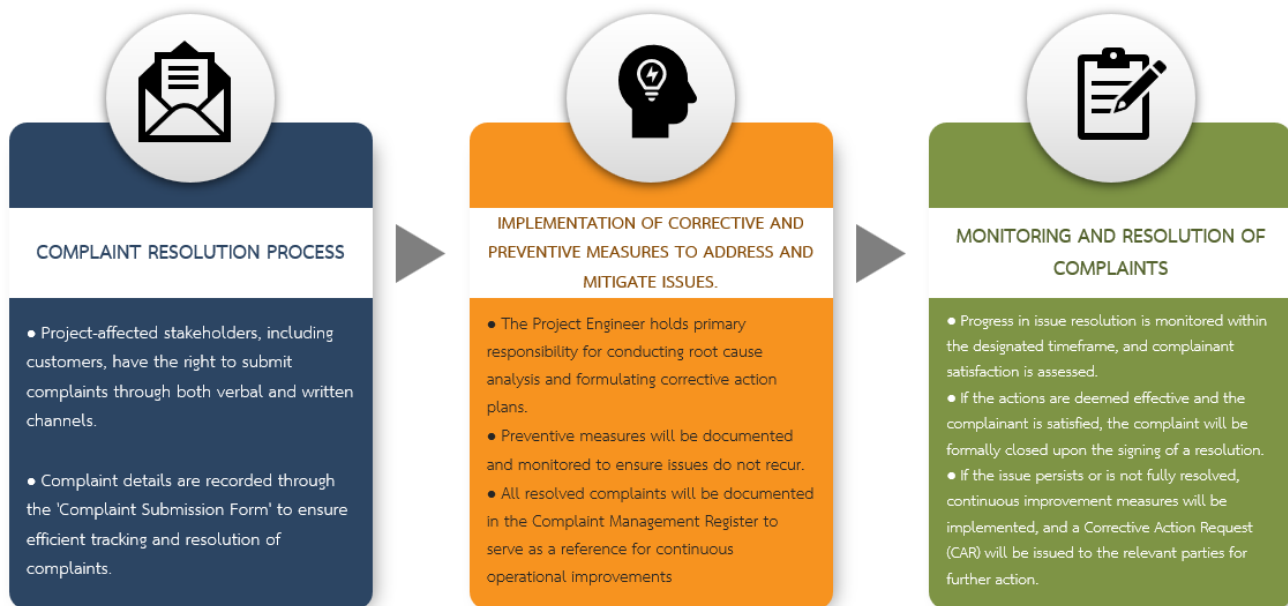 COMPLAINT RESOLUTION PROCESS
● Project-affected stakeholders, including
customers, have the right to submit
complaints through both verbal and written
channels.
● Complaint details are recorded through
the 'Complaint Submission Form' to ensure
efficient tracking and resolution of
complaints.
IMPLEMENTATION OF CORRECTIVE AND
PREVENTIVE MEASURES TO ADDRESS AND
MITIGATE ISSUES.
● The Project Engineer holds primary
responsibility for conducting root cause
analysis and formulating corrective action
plans.
● Preventive measures will be documented
and monitored to ensure issues do not recur.
● All resolved complaints will be documented
in the Complaint Management Register to
serve as a reference for continuous
operational improvements
MONITORING AND RESOLUTION OF
COMPLAINTS
● Progress in issue resolution is monitored within
the designated timeframe, and complainant
satisfaction is assessed.
● If the actions are deemed effective and the
complainant is satisfied, the complaint will be
formally closed upon the signing of a resolution.
● If the issue persists or is not fully resolved,
continuous improvement measures will be
implemented, and a Corrective Action Request
(CAR) will be issued to the relevant parties for
further action.